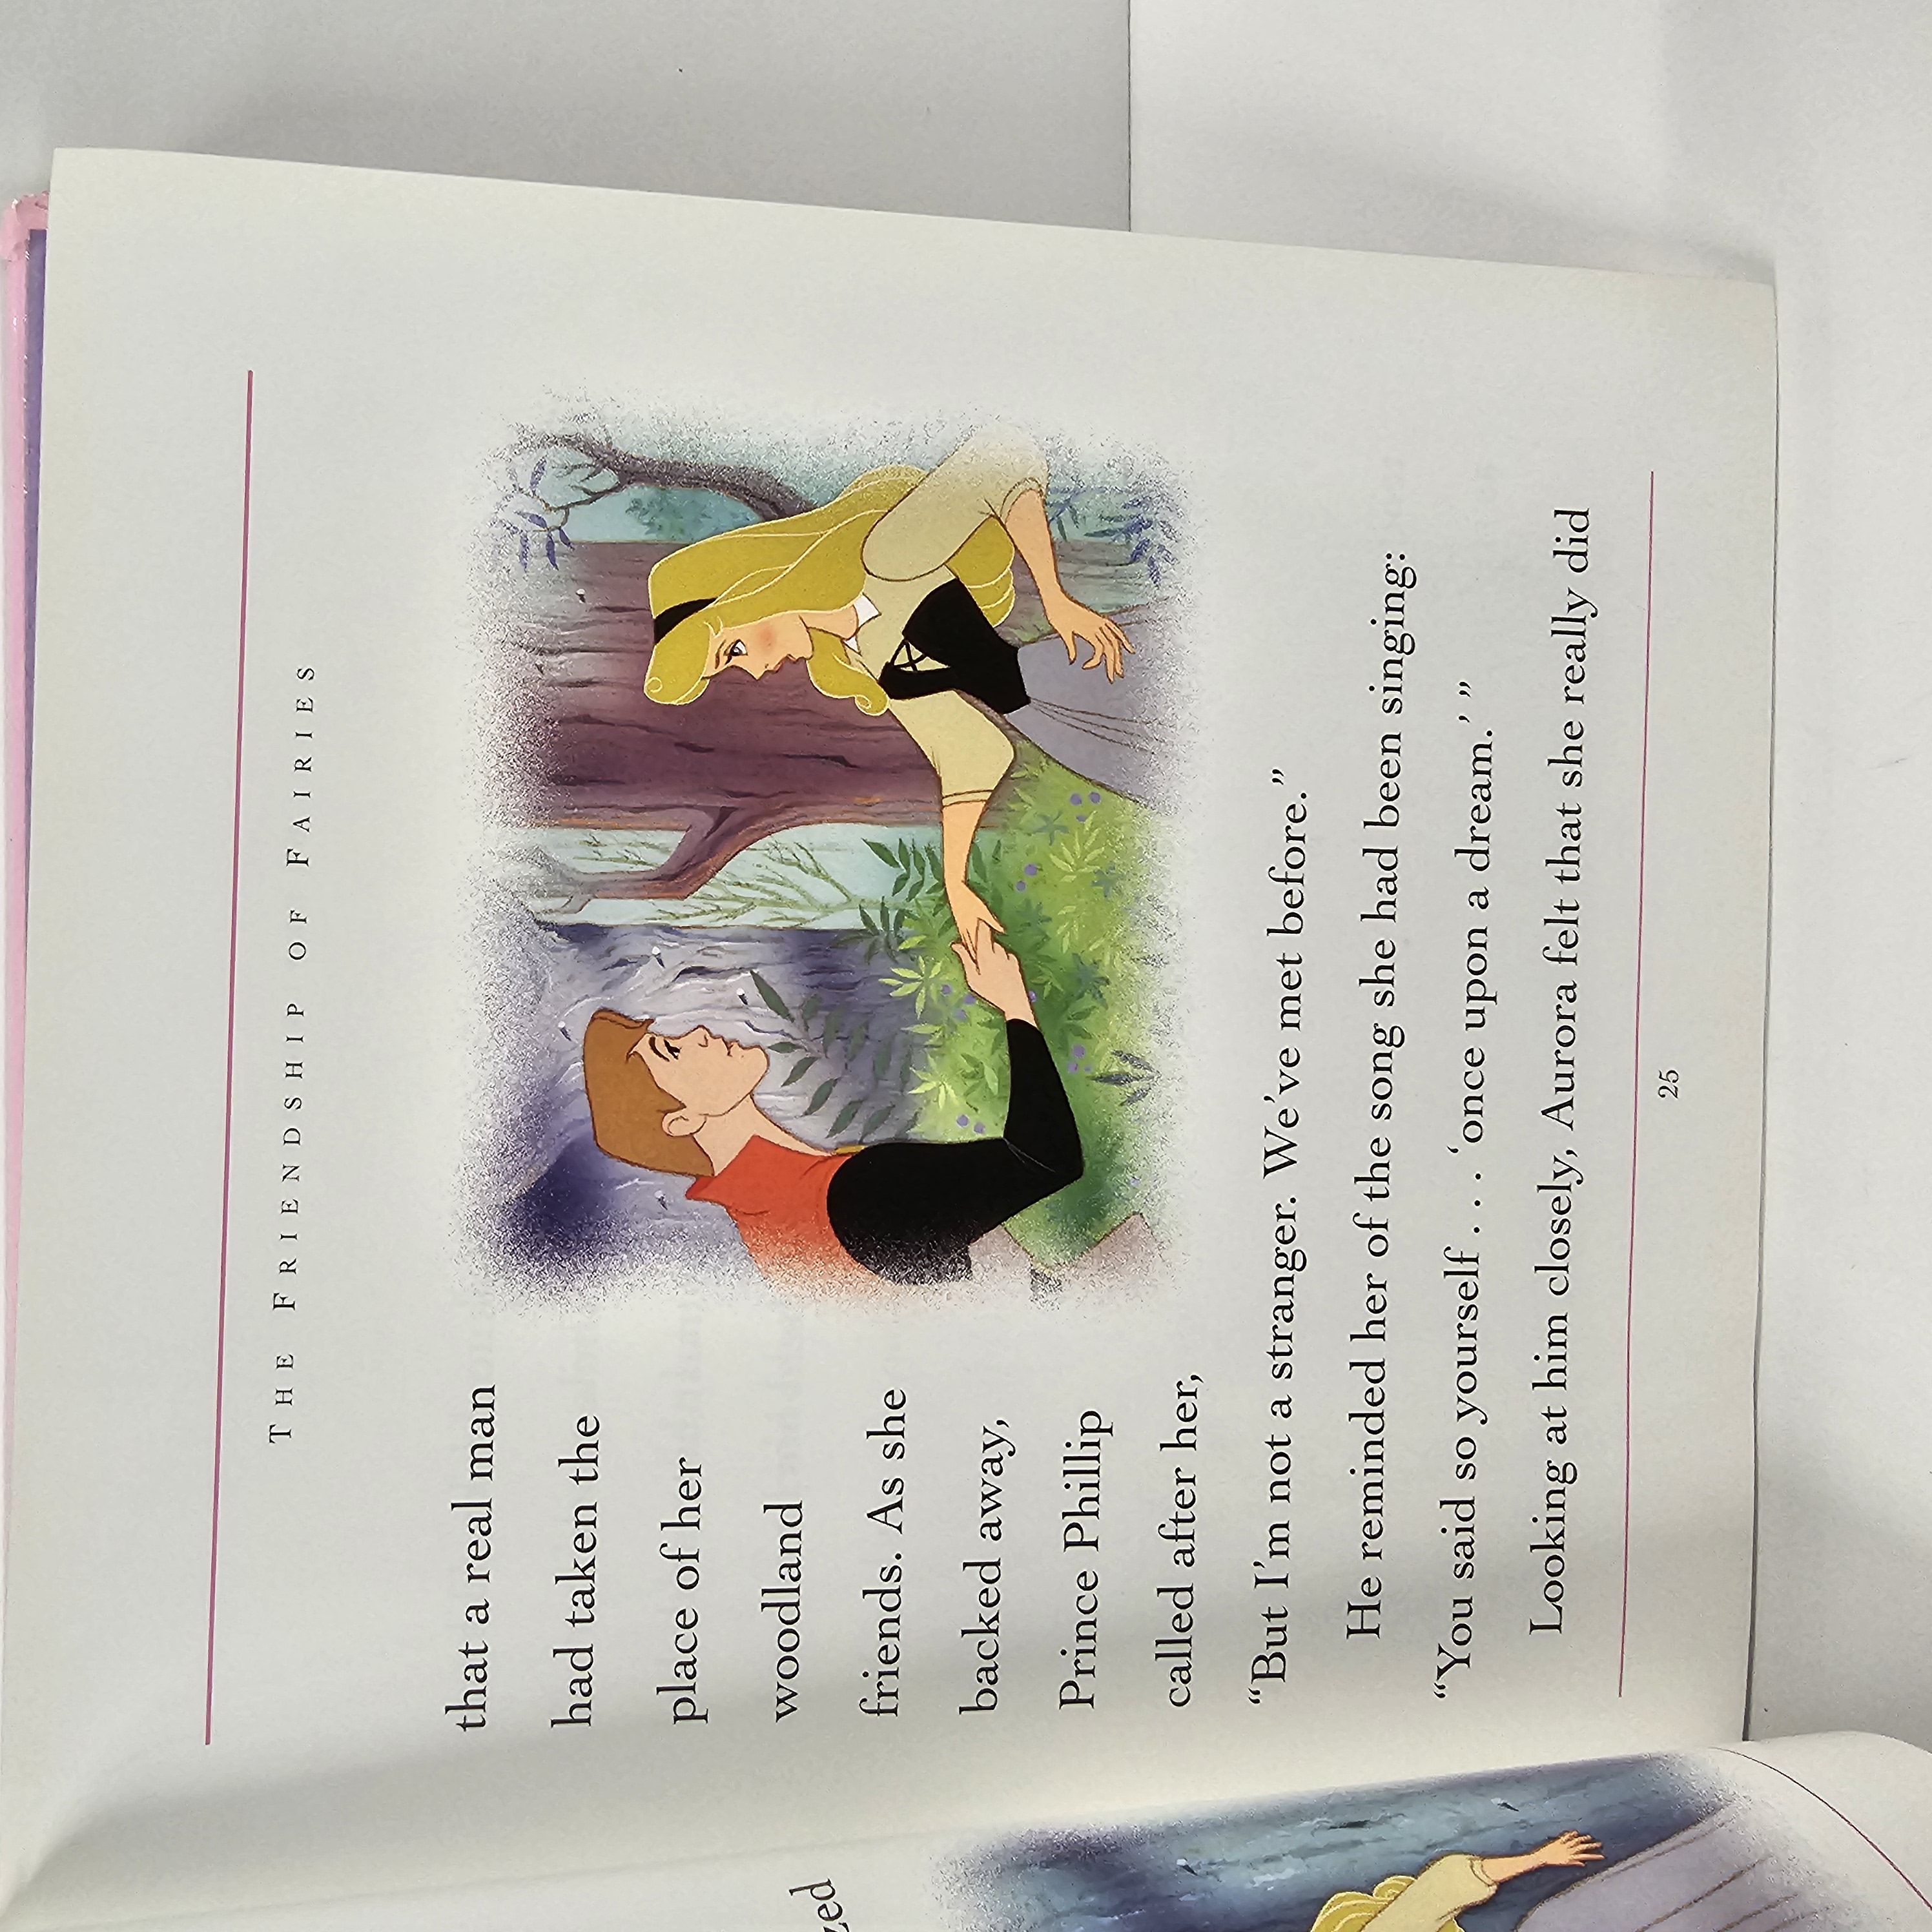 THE FRIENDSHIP OF FAIRIES
that a real man
had taken the
place of her
woodland
friends. As she
backed away,
Prince Phillip
called after her,
“But I’m not a stranger. We’ve met before.”
He reminded her of the song she had been singing:
“You said so yourself . . . ‘once upon a dream.’ ”
Looking at him closely, Aurora felt that she really did
25